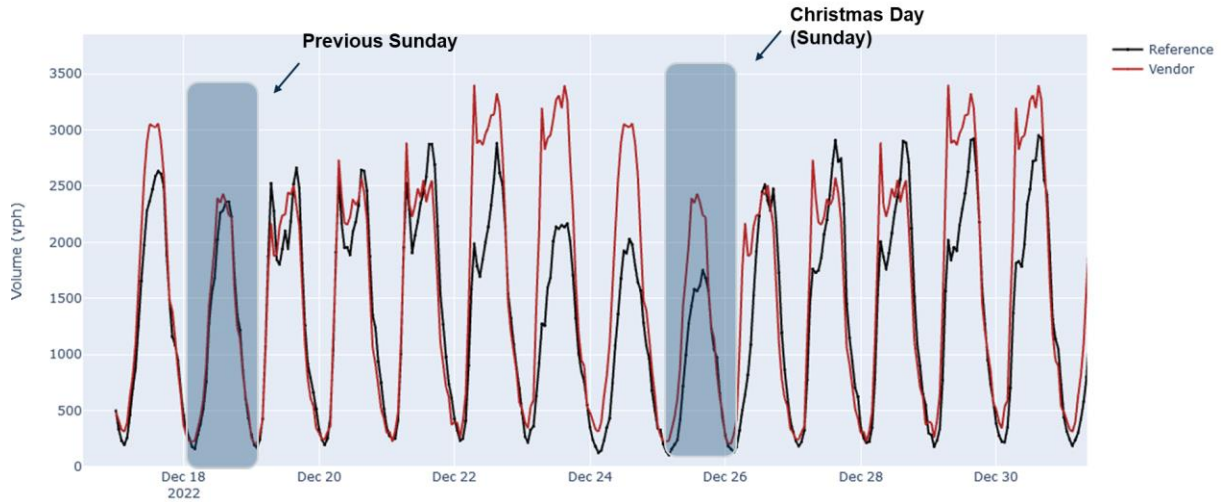 Christmas Day
(Sunday)
Previous Sunday
Reference
Vendor
Volume (vph)
3500
3000
2500
2000
1500
1000
500
0
Dec 18
2022
Dec 20
Dec 22
Dec 24
Dec 26
Dec 28
Dec 30